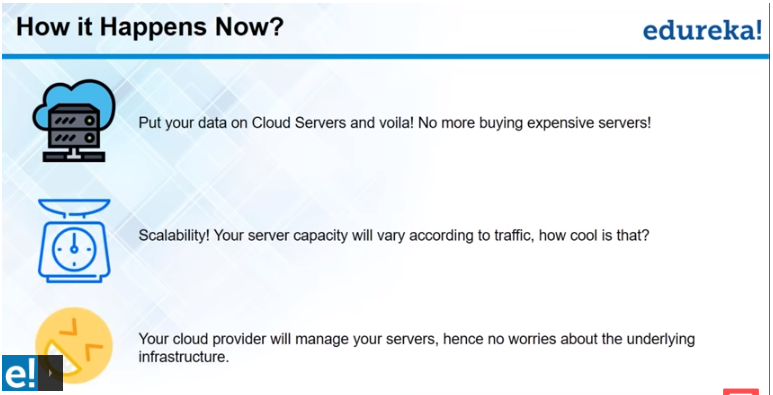 How it Happens Now?
edureka!
Put your data on Cloud Servers and voila! No more buying expensive servers!
Scalability! Your server capacity will vary according to traffic, how cool is that?
Your cloud provider will manage your servers, hence no worries about the underlying
infrastructure.
e!